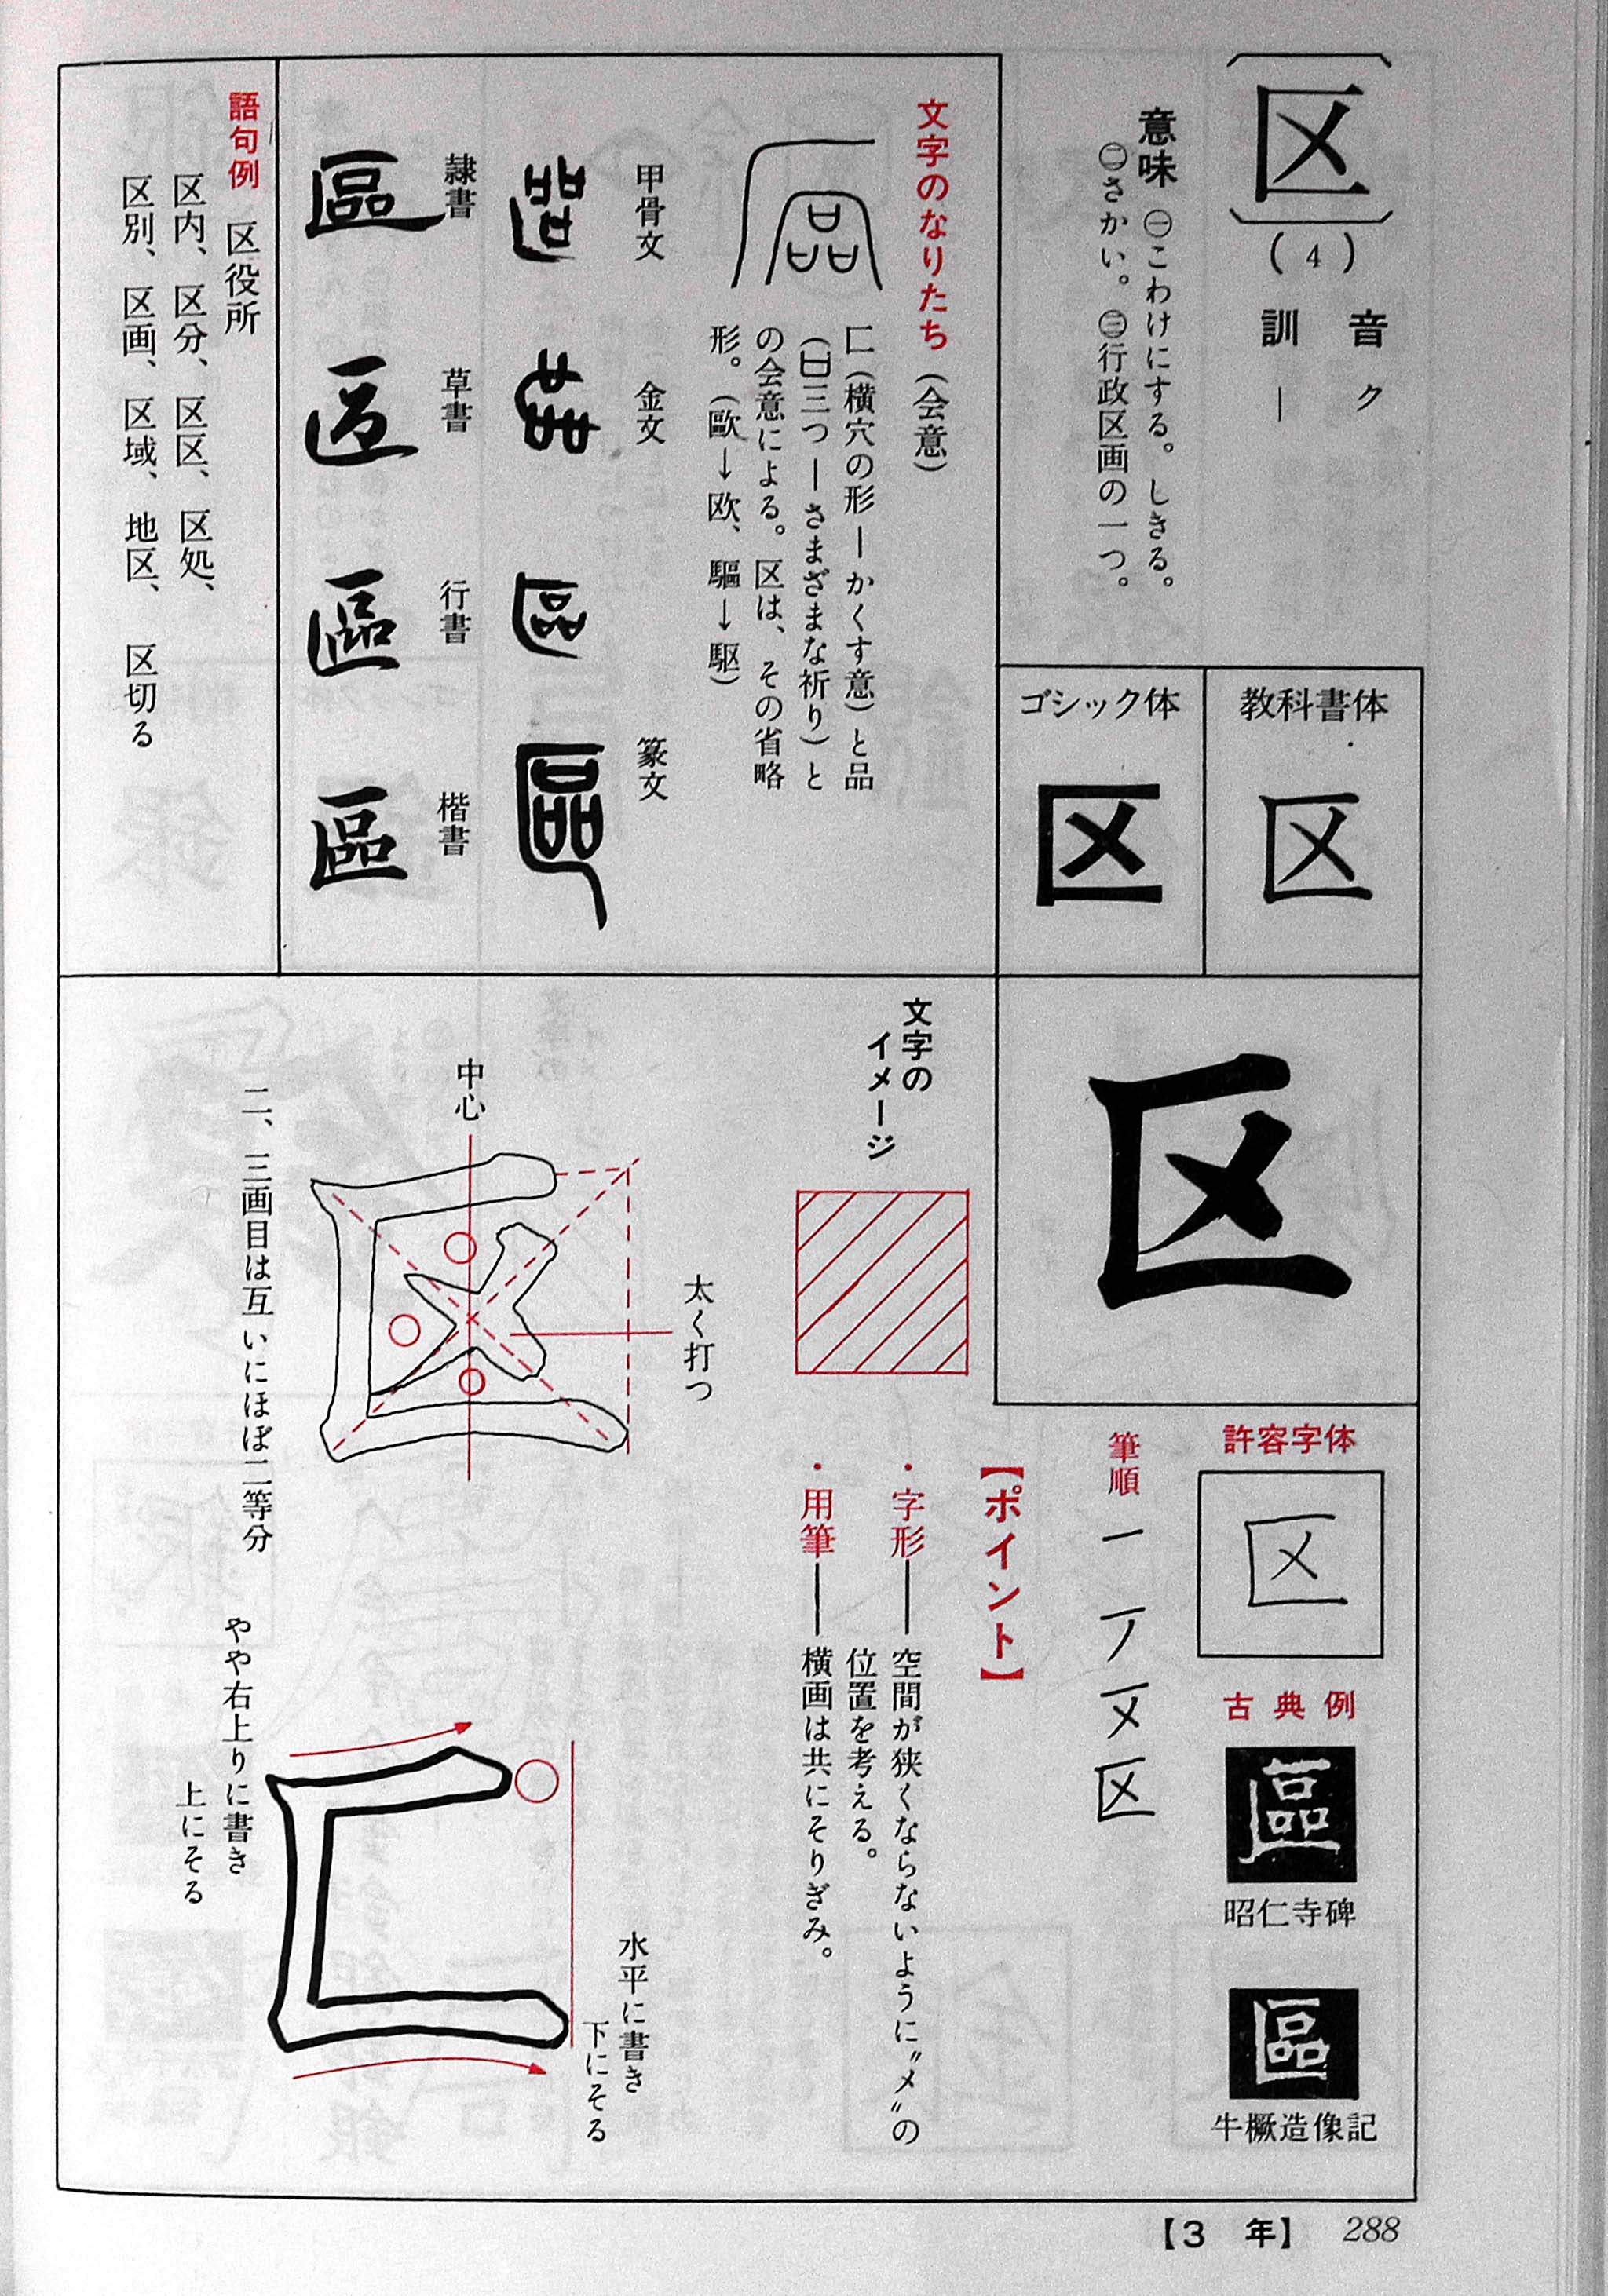 〔区〕(4)
音 ク
訓 ―
意味 ㊀こわけにする。しきる。
㊁さかい。㊂行政区画の一つ。
教科書体
区
ゴシック体
区
文字のなりたち（会意）
匸（横穴の形―かくす意）と品
（𠙵三つ―さまざまな祈り）と
の会意による。区は、その省略
形。（歐→欧、驅→駆）
甲骨文
金文
篆文
隷書
區
草書
區
行書
區
楷書
區
語句例 区役所
区内、区分、区区、区処、
区別、区画、区域、地区、区切る
区
許容字体
区
古典例
區
昭仁寺碑
區
牛橛造像記
筆順 一 フ 㐅 区
【ポイント】
・字形――空間が狭くならないように〝㐅〟の
位置を考える。
・用筆――横画は共にそりぎみ。
文字の
イメージ
太く打つ
中心
二、三画目は互いにほぼ二等分
水平に書き
下にそる
やや右上りに書き
上にそる
【3 年】 288